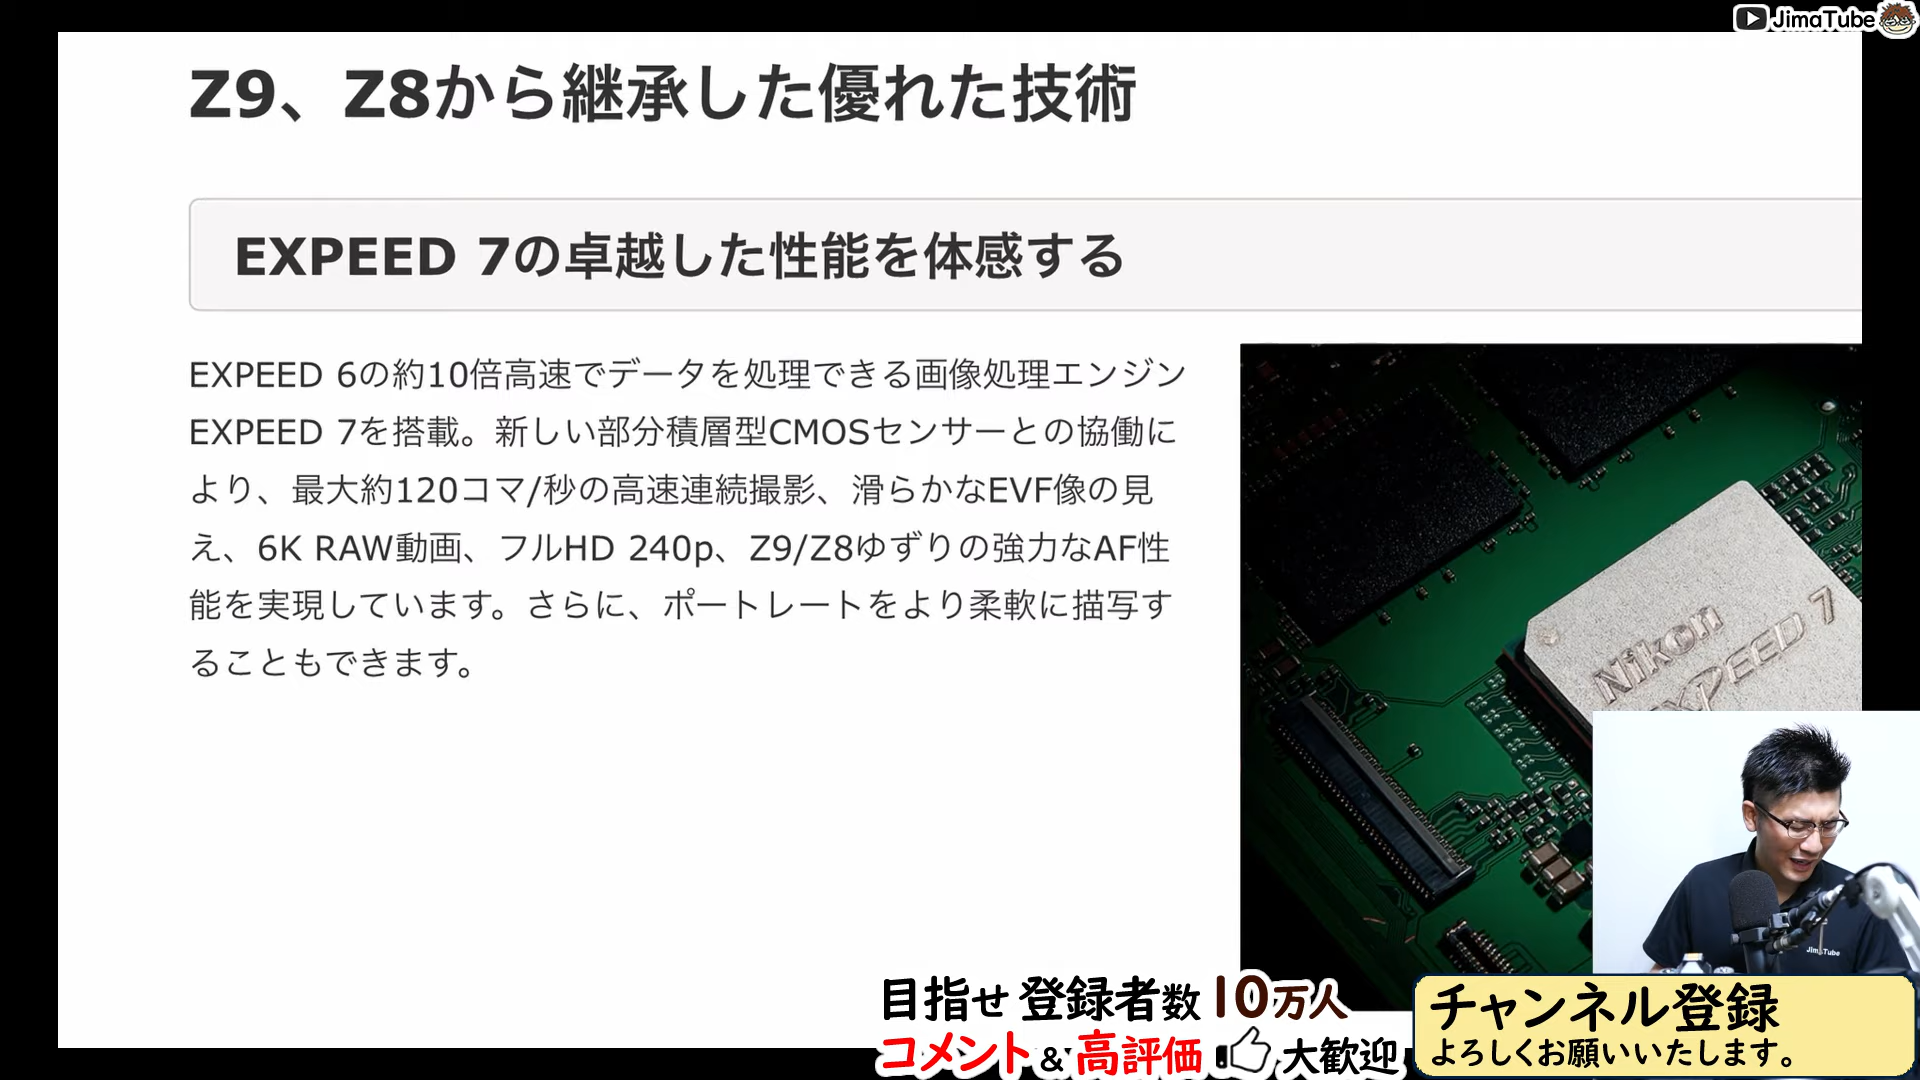 JimaTube
Z9、Z8から継承した優れた技術
EXPEED 7の卓越した性能を体感する
EXPEED 6の約10倍高速でデータを処理できる画像処理エンジン
EXPEED 7を搭載。新しい部分積層型CMOSセンサーとの協働に
より、最大約120コマ/秒の高速連続撮影、滑らかなEVF像の見
え、6K RAW動画、フルHD 240p、Z9/Z8ゆずりの強力なAF性
能を実現しています。さらに、ポートレートをより柔軟に描写す
ることもできます。
Nikon
EXPEED 7
JimaTube
目指せ 登録者数 10万人
コメント & 高評価 大歓迎
チャンネル登録
よろしくお願いいたします。